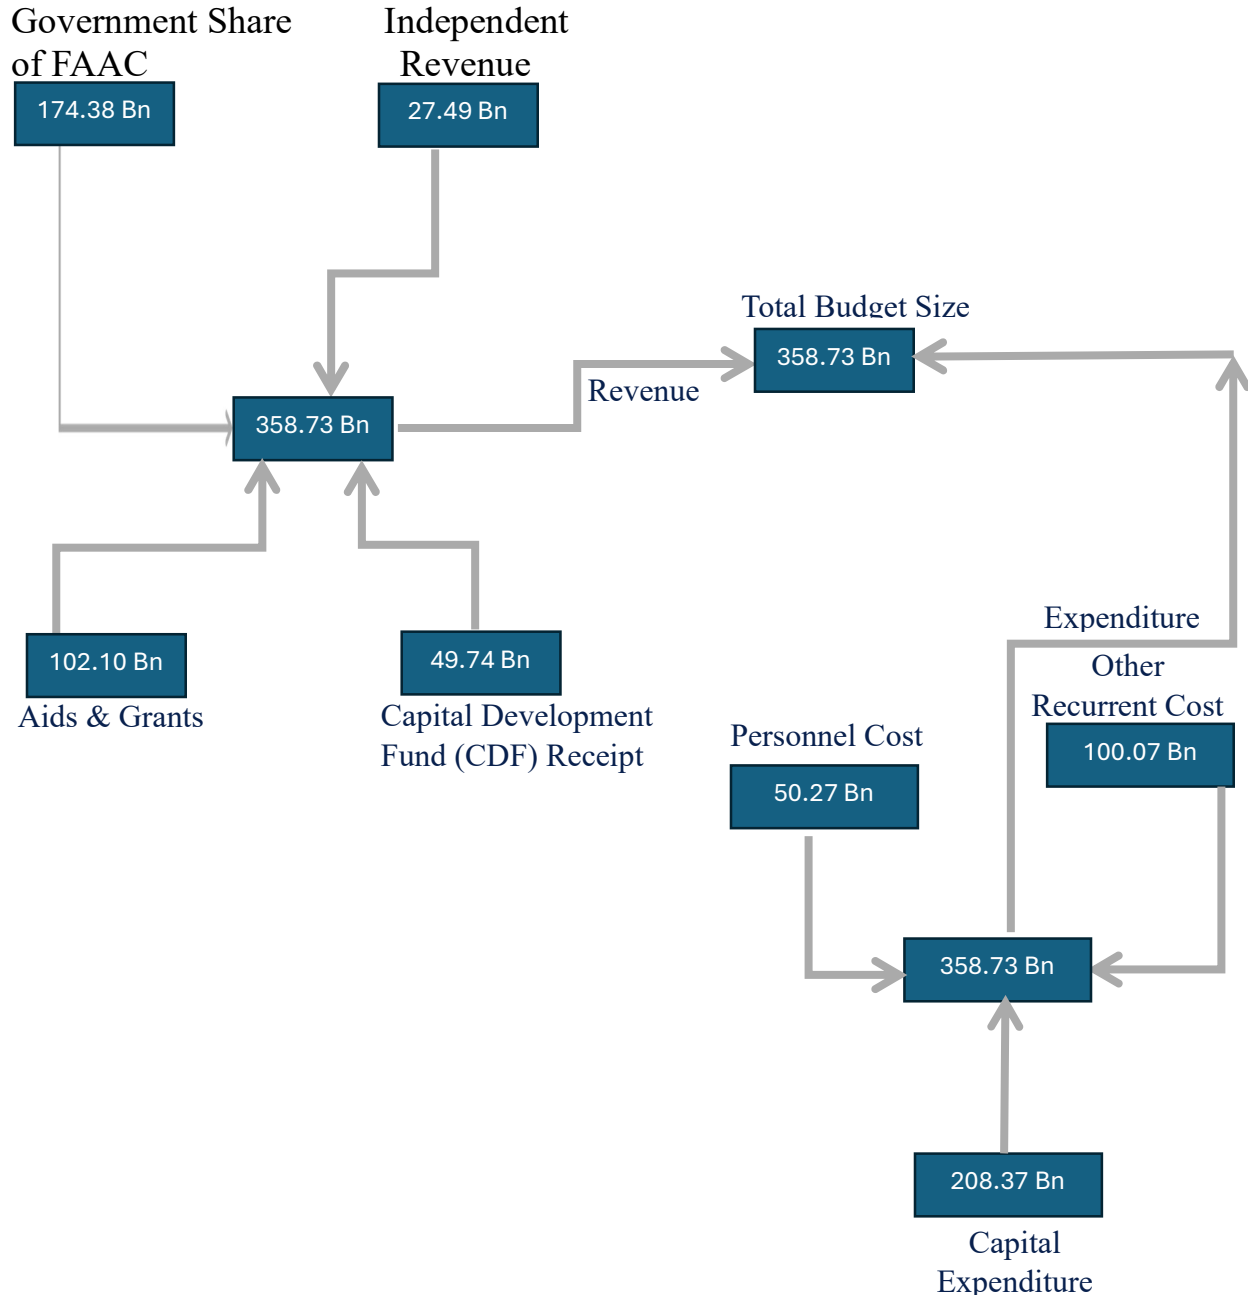 Government Share
of FAAC
174.38 Bn
Independent
Revenue
27.49 Bn
Total Budget Size
358.73 Bn
Revenue
358.73 Bn
102.10 Bn
Aids & Grants
49.74 Bn
Capital Development
Fund (CDF) Receipt
Expenditure
Other
Recurrent Cost
100.07 Bn
Personnel Cost
50.27 Bn
358.73 Bn
208.37 Bn
Capital
Expenditure